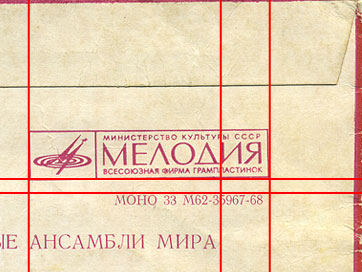 МИНИСТЕРСТВО КУЛЬТУРЫ СССР
МЕЛОДИЯ
ВСЕСОЮЗНАЯ ФИРМА ГРАМПЛАСТИНОК
МОНО 33 М62-35967-68
ЫЕ АНСАМБЛИ МИРА